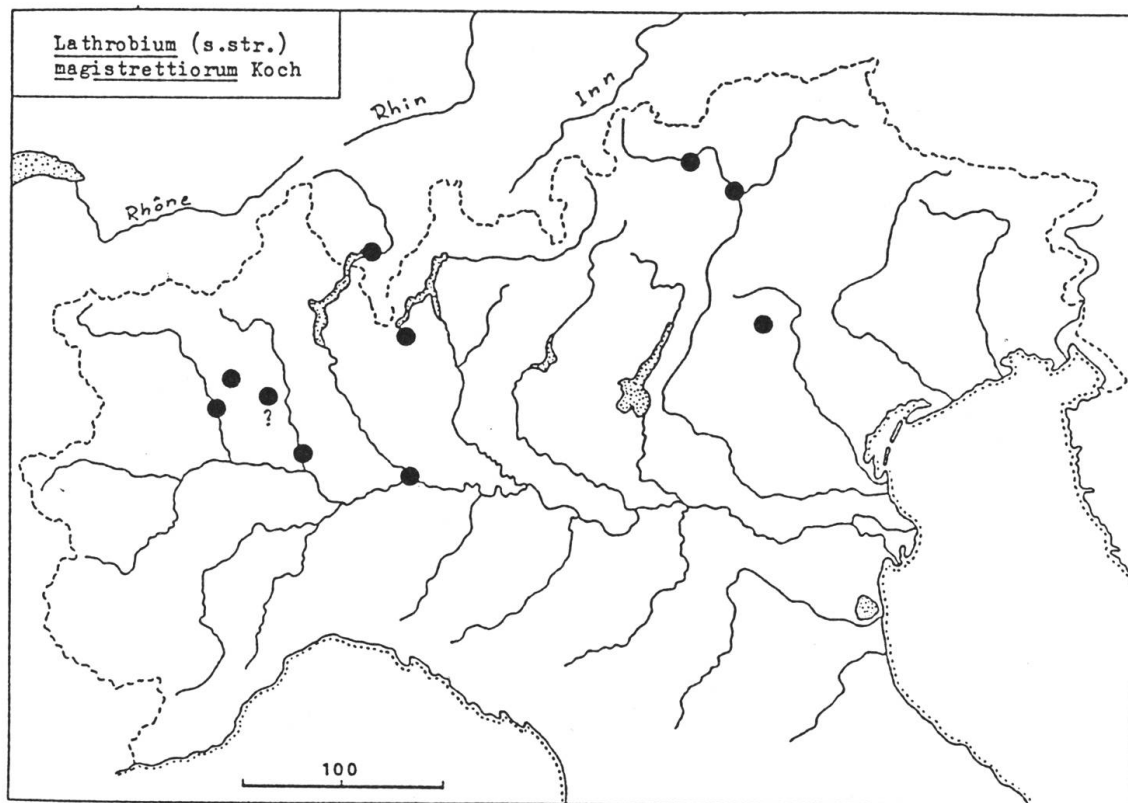 Lathrobium (s.str.)
magistrettiorum Koch
Rhin
Inn
Rhône
?
100